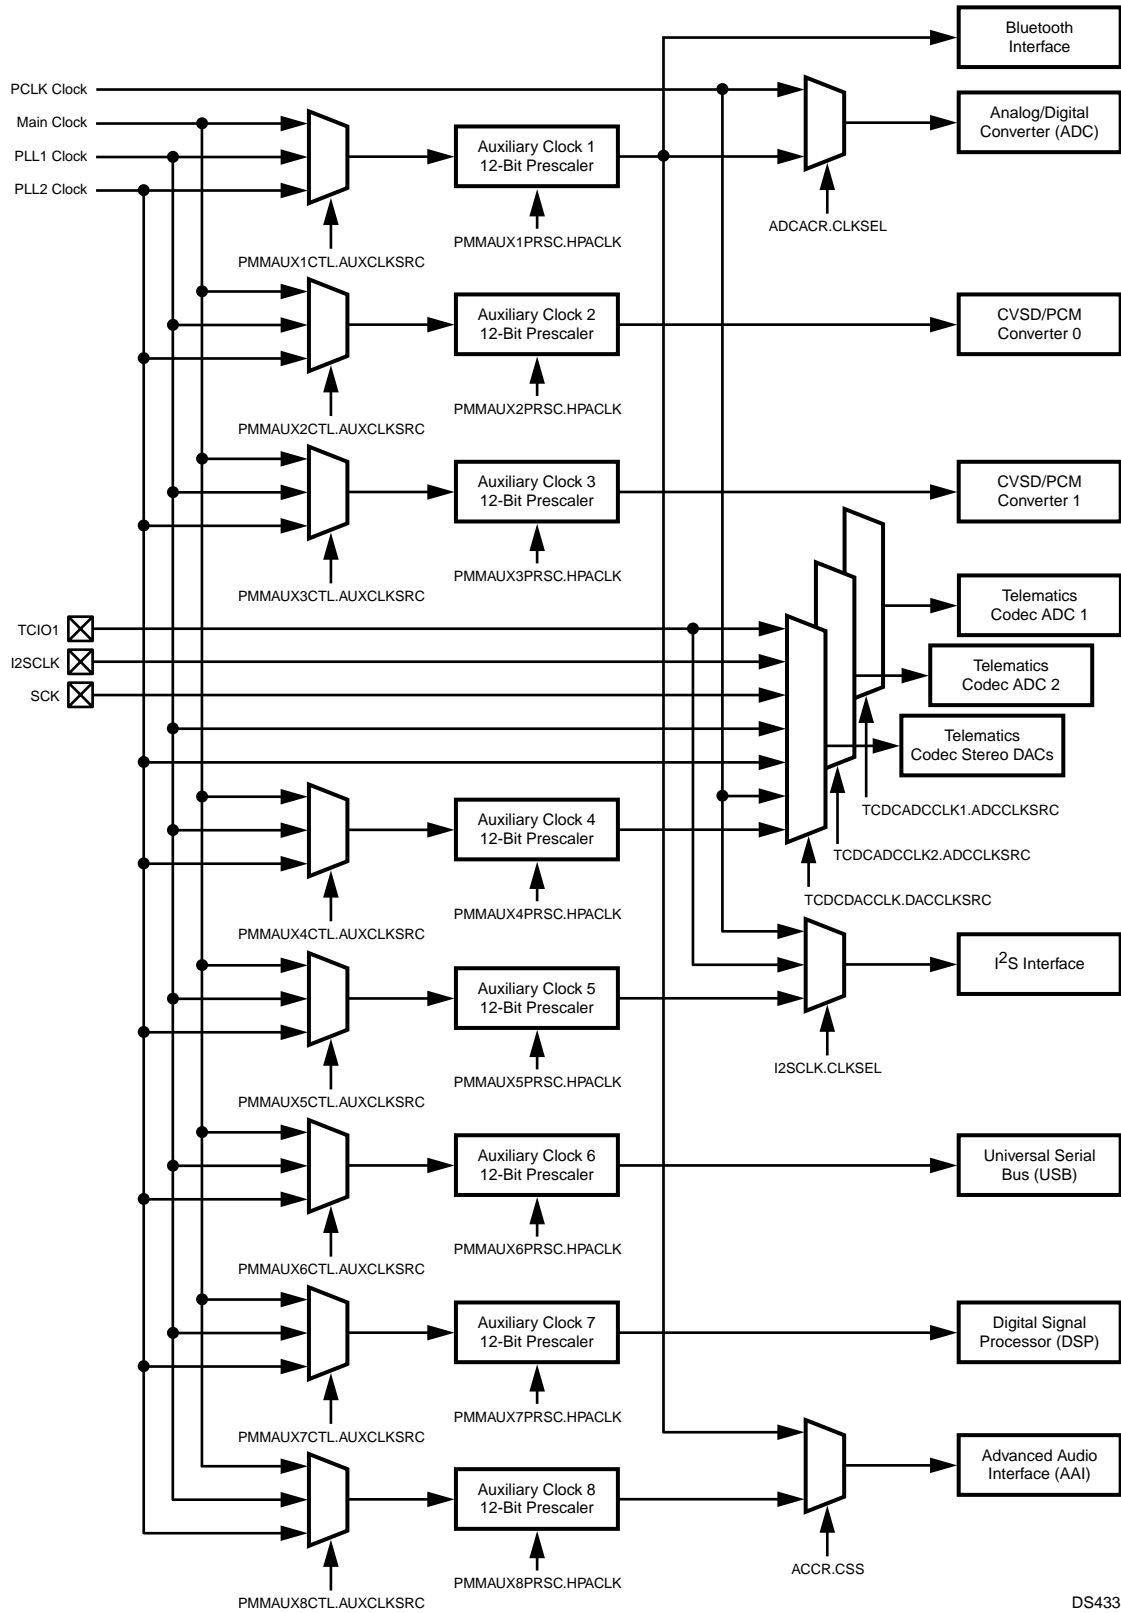 Bluetooth
Interface
PCLK Clock
Main Clock
PLL1 Clock
PLL2 Clock
Auxiliary Clock 1
12-Bit Prescaler
Analog/Digital
Converter (ADC)
ADCACR.CLKSEL
PMMAUX1PRSC.HPACLK
PMMAUX1CTL.AUXCLKSRC
Auxiliary Clock 2
12-Bit Prescaler
CVSD/PCM
Converter 0
PMMAUX2PRSC.HPACLK
PMMAUX2CTL.AUXCLKSRC
Auxiliary Clock 3
12-Bit Prescaler
CVSD/PCM
Converter 1
PMMAUX3PRSC.HPACLK
PMMAUX3CTL.AUXCLKSRC
TCIO1
I2SCLK
SCK
Telematics
Codec ADC 1
Telematics
Codec ADC 2
Telematics
Codec Stereo DACs
TCDCADCCLK1.ADCCLKSRC
TCDCADCCLK2.ADCCLKSRC
TCDCDACCLK.DACCLKSRC
Auxiliary Clock 4
12-Bit Prescaler
PMMAUX4PRSC.HPACLK
PMMAUX4CTL.AUXCLKSRC
Auxiliary Clock 5
12-Bit Prescaler
I2S Interface
I2SCLK.CLKSEL
PMMAUX5PRSC.HPACLK
PMMAUX5CTL.AUXCLKSRC
Auxiliary Clock 6
12-Bit Prescaler
Universal Serial
Bus (USB)
PMMAUX6PRSC.HPACLK
PMMAUX6CTL.AUXCLKSRC
Auxiliary Clock 7
12-Bit Prescaler
Digital Signal
Processor (DSP)
PMMAUX7PRSC.HPACLK
PMMAUX7CTL.AUXCLKSRC
Auxiliary Clock 8
12-Bit Prescaler
Advanced Audio
Interface (AAI)
ACCR.CSS
PMMAUX8PRSC.HPACLK
PMMAUX8CTL.AUXCLKSRC
DS433